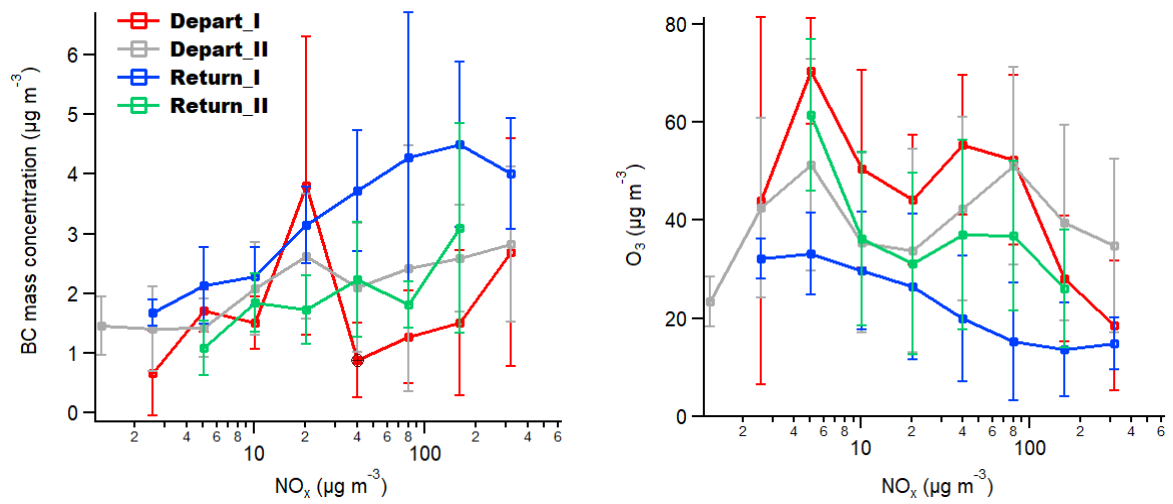 Depart_I
Depart_II
Return_I
Return_II
BC mass concentration (µg m⁻³)
6
5
4
3
2
1
0
2 4 6 8 2 4 6 8 2 4 6
10 100
NOₓ (µg m⁻³)
O₃ (µg m⁻³)
80
60
40
20
0
2 4 6 8 2 4 6 8 2 4 6
10 100
NOₓ (µg m⁻³)